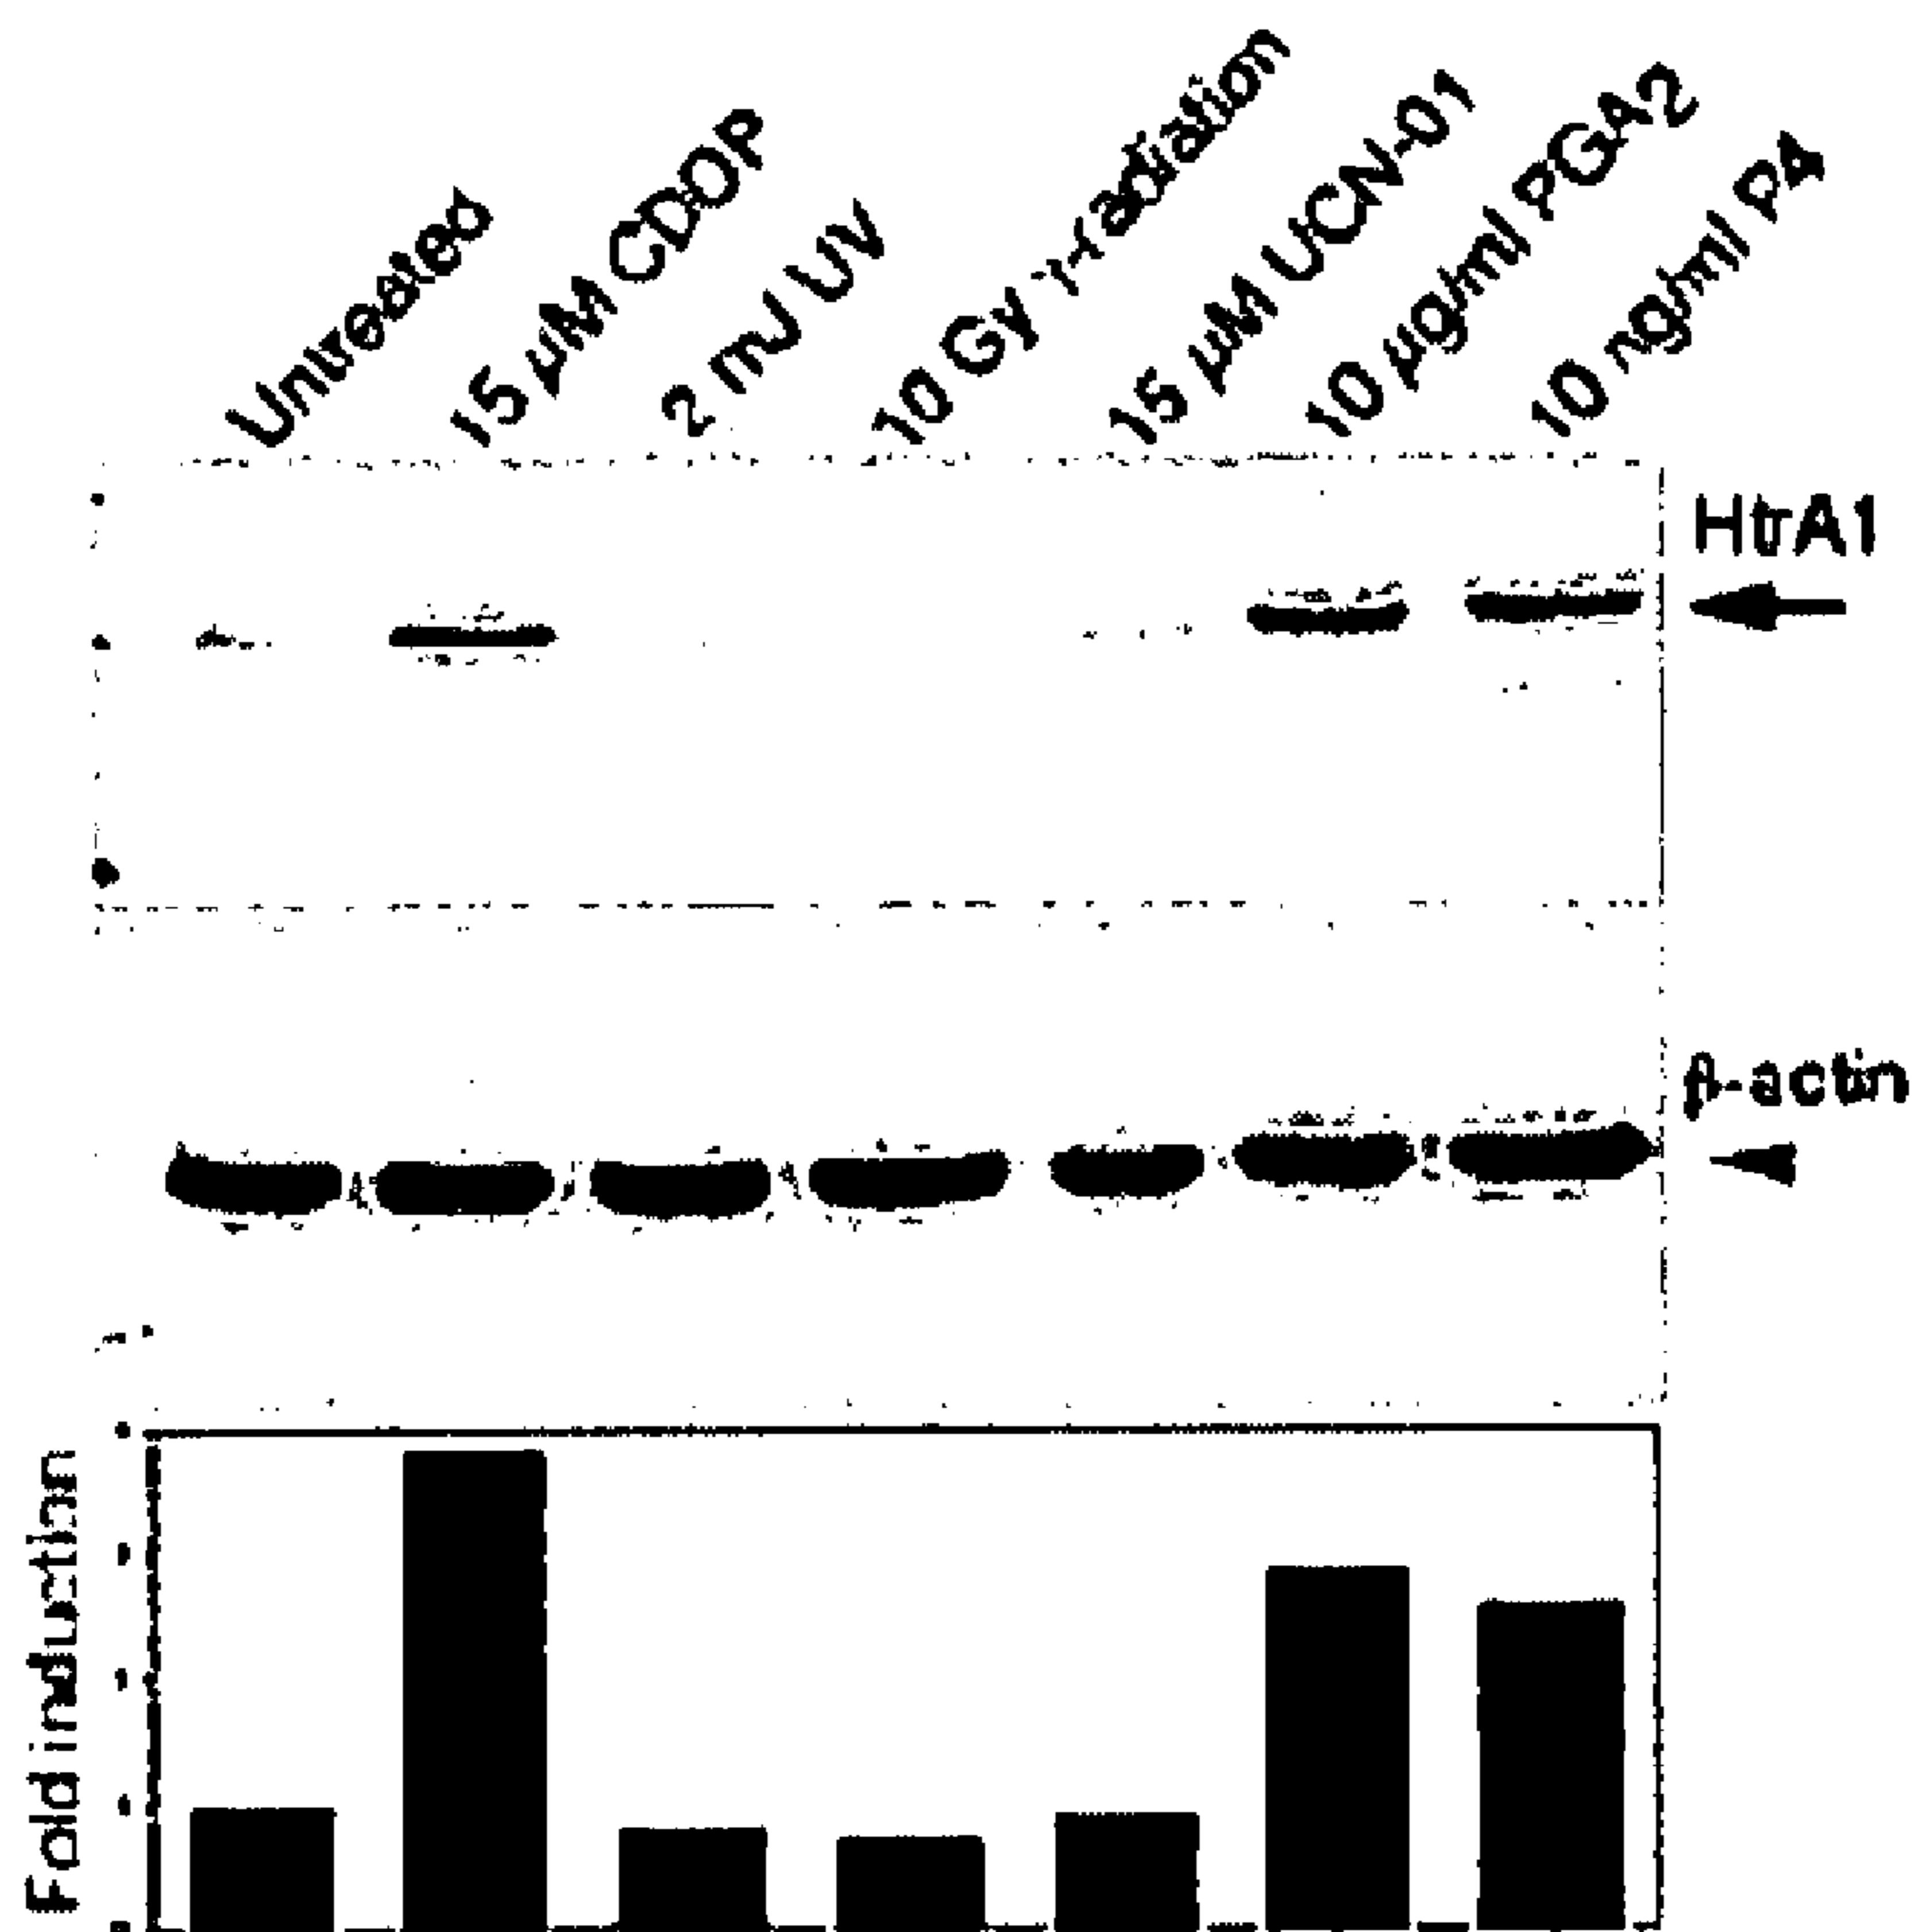 Untreated
15 µM CDDP
2 mJ UV
10 Gy γ-radiation
15 µM UCN-01
10 µg/ml PGA2
10 ng/ml PA
HtrA1
β-actin
Fold induction